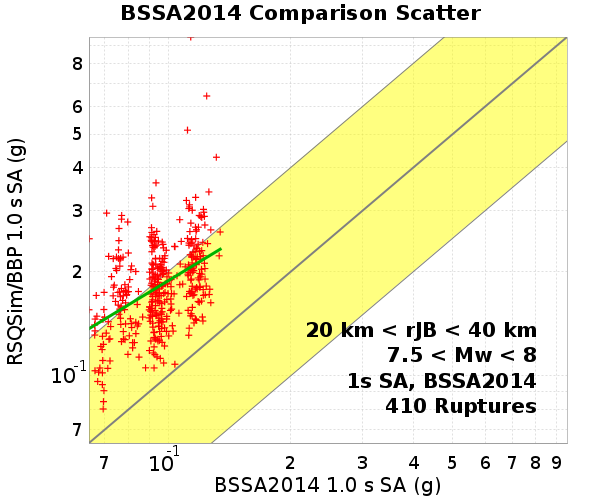 BSSA2014 Comparison Scatter
RSQSim/BBP 1.0 s SA (g)
8
6
5
4
3
2
10-1
7
20 km < rJB < 40 km
7.5 < Mw < 8
1s SA, BSSA2014
410 Ruptures
7 10-1 2 3 4 5 6 7 8 9
BSSA2014 1.0 s SA (g)